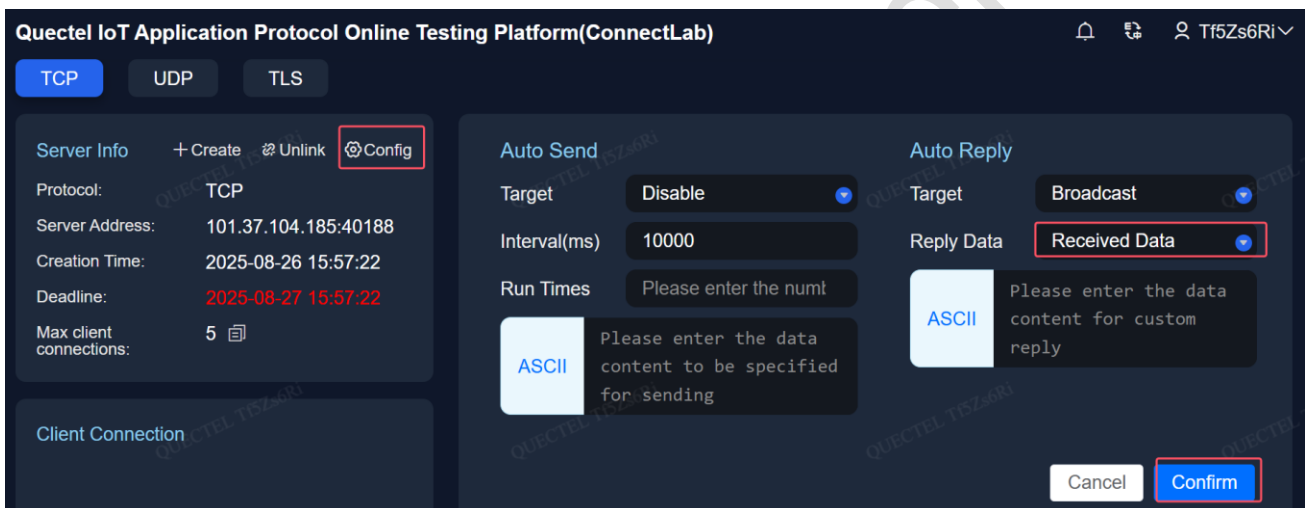 Quectel IoT Application Protocol Online Testing Platform(ConnectLab)
Tf5Zs6Ri
TCP UDP TLS
Server Info Create Unlink Config
Protocol: TCP
Server Address: 101.37.104.185:40188
Creation Time: 2025-08-26 15:57:22
Deadline: 2025-08-27 15:57:22
Max client connections: 5
Client Connection
Auto Send
Target Disable
Interval(ms) 10000
Run Times Please enter the numb
ASCII
Please enter the data
content to be specified
for sending
Auto Reply
Target Broadcast
Reply Data Received Data
ASCII
Please enter the data
content for custom
reply
Cancel Confirm
QUECTEL Tf5Zs6Ri